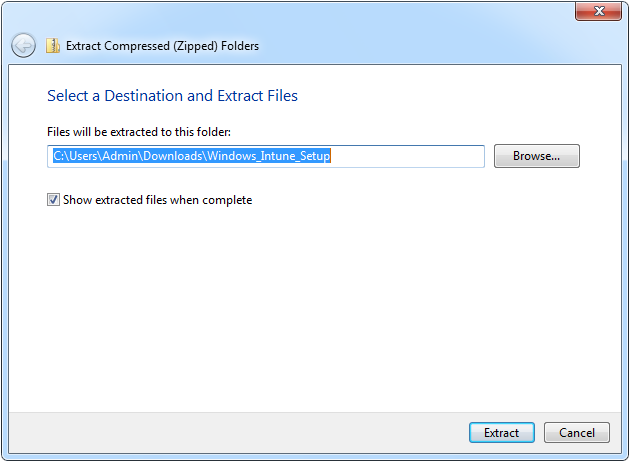 Extract Compressed (Zipped) Folders
Select a Destination and Extract Files
Files will be extracted to this folder:
C:\Users\Admin\Downloads\Windows_Intune_Setup
Browse...
Show extracted files when complete
Extract
Cancel